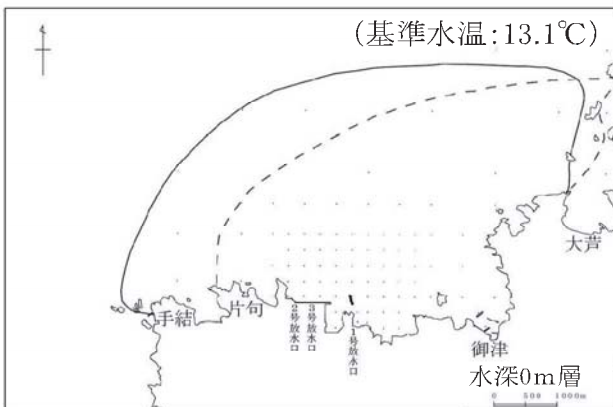 (基準水温:13.1℃)
大芦
手結
片句
2号放水口
3号放水口
1号放水口
御津
水深0m層
0 500 1000m